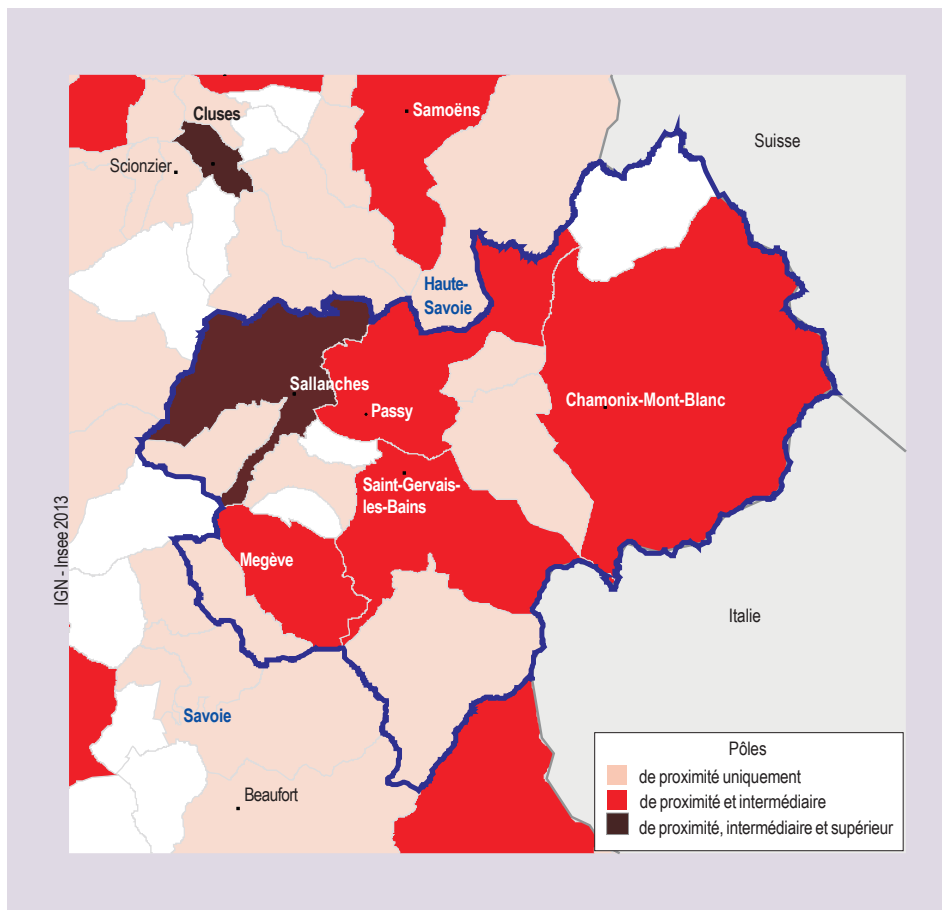 Cluses
Samoëns
Suisse
Scionzier
Haute-
Savoie
Sallanches
Passy
Chamonix-Mont-Blanc
Saint-Gervais-
les-Bains
Megève
IGN - Insee 2013
Italie
Savoie
Beaufort
Pôles
de proximité uniquement
de proximité et intermédiaire
de proximité, intermédiaire et supérieur